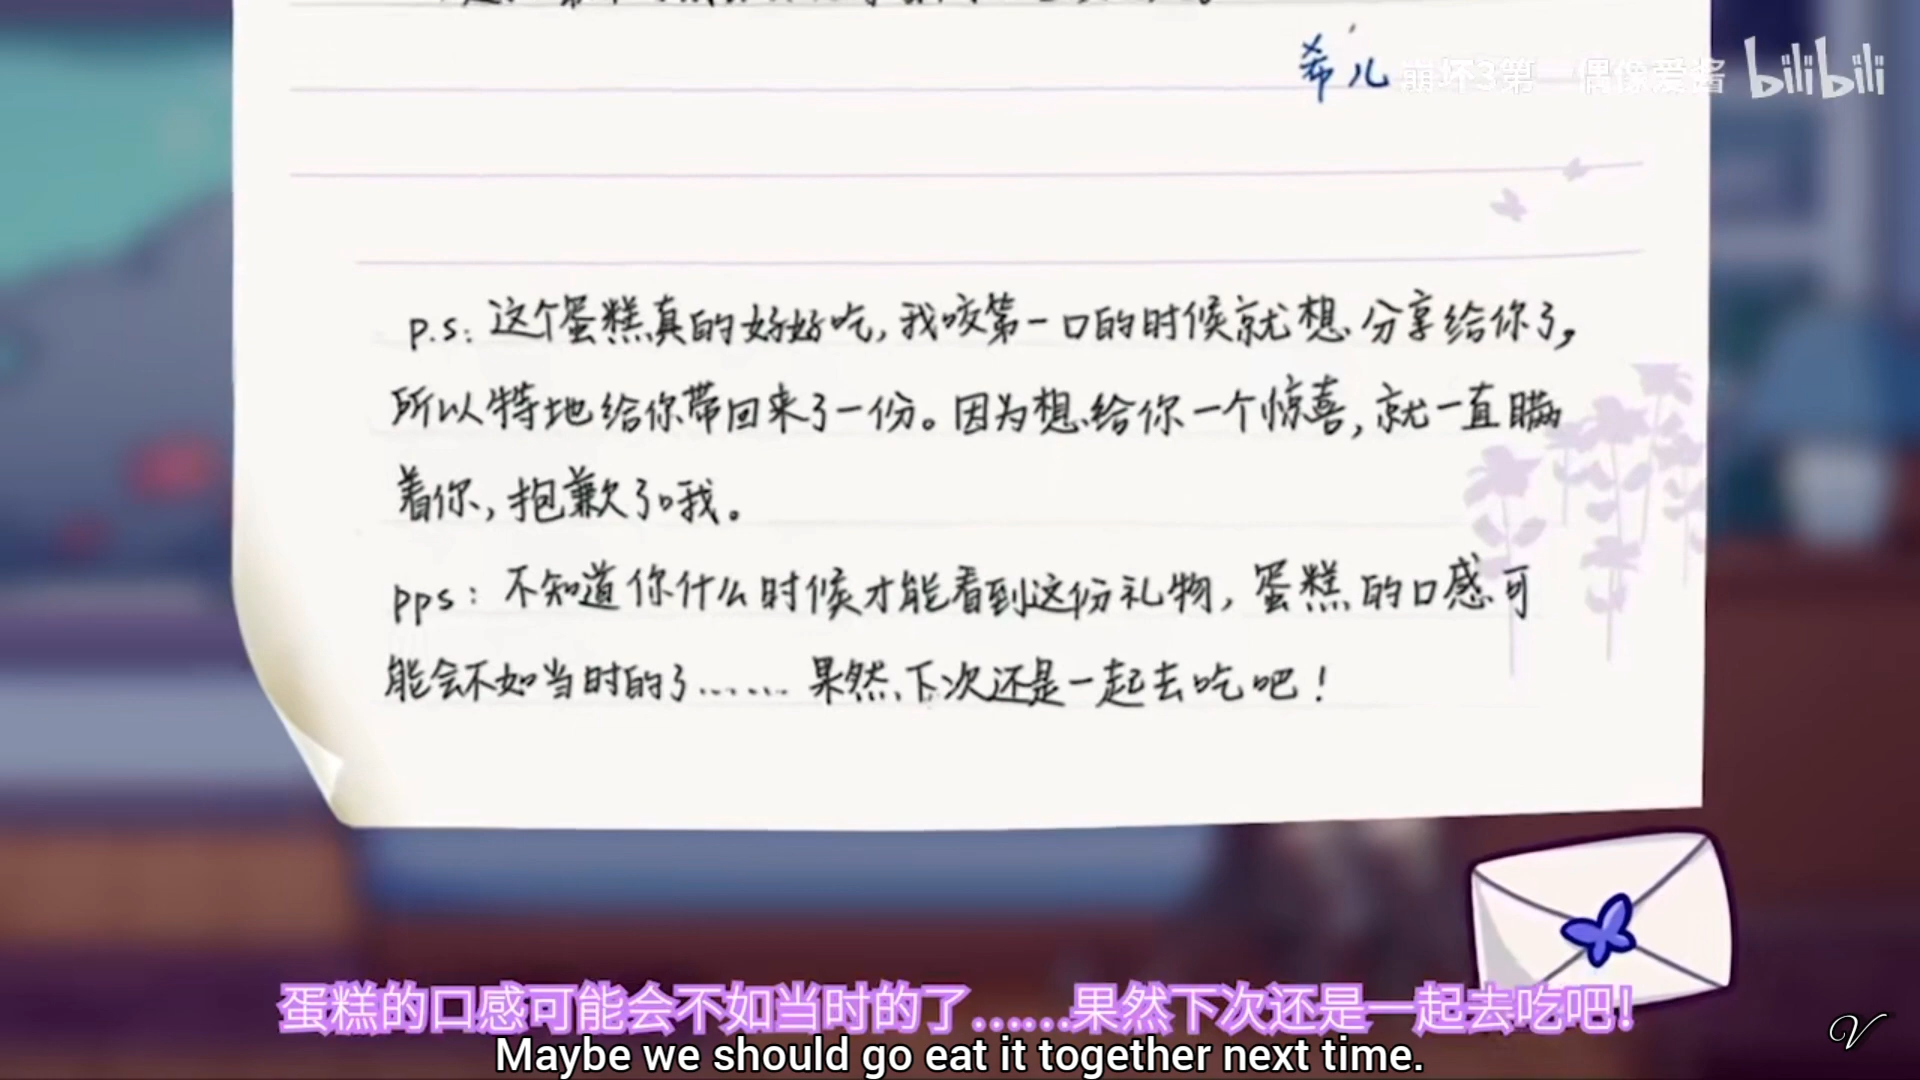 希儿
崩坏3第一偶像爱酱
bilibili
p.s: 这个蛋糕真的好好吃,我咬第一口的时候就想分享给你了,
所以特地给你带回来了一份。因为想给你一个惊喜,就一直瞒
着你,抱歉了哦。
pps: 不知道你什么时候才能看到这份礼物,蛋糕的口感可
能会不如当时的了......果然,下次还是一起去吃吧!
蛋糕的口感可能会不如当时的了......果然下次还是一起去吃吧!
Maybe we should go eat it together next time.
V